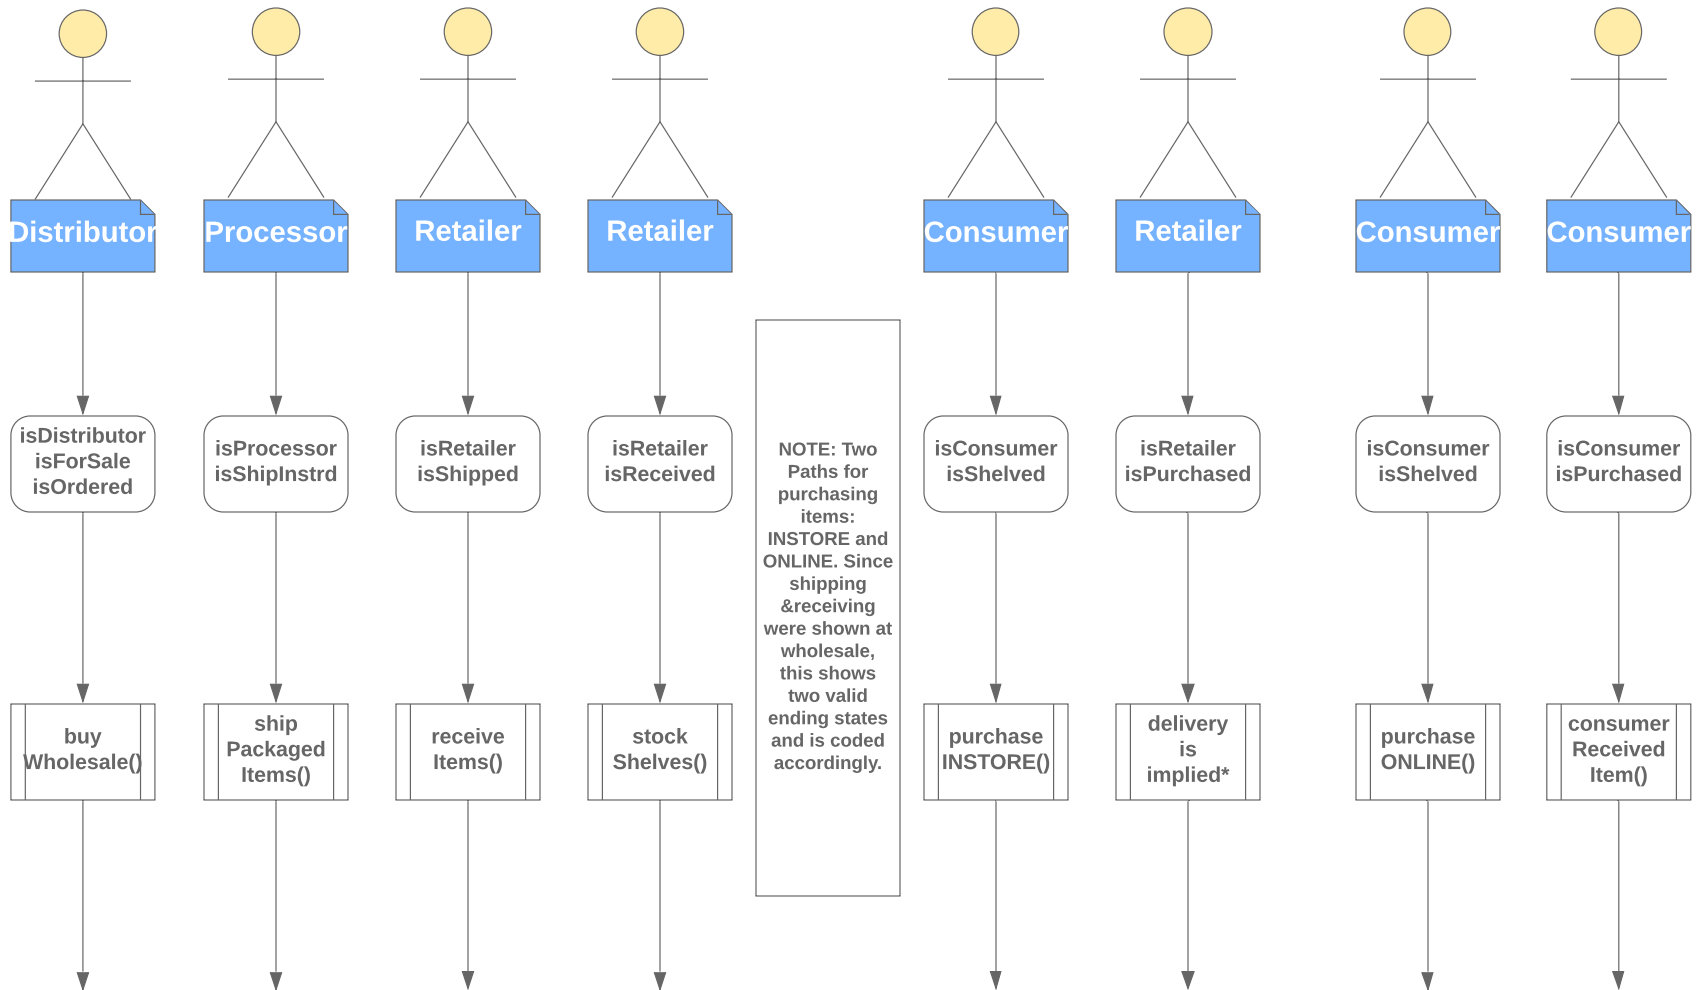 Distributor
Processor
Retailer
Retailer
Consumer
Retailer
Consumer
Consumer
isDistributor
isForSale
isOrdered
isProcessor
isShipInstrd
isRetailer
isShipped
isRetailer
isReceived
NOTE: Two
Paths for
purchasing
items:
INSTORE and
ONLINE. Since
shipping
&receiving
were shown at
wholesale,
this shows
two valid
ending states
and is coded
accordingly.
isConsumer
isShelved
isRetailer
isPurchased
isConsumer
isShelved
isConsumer
isPurchased
buy
Wholesale()
ship
Packaged
Items()
receive
Items()
stock
Shelves()
purchase
INSTORE()
delivery
is
implied*
purchase
ONLINE()
consumer
Received
Item()